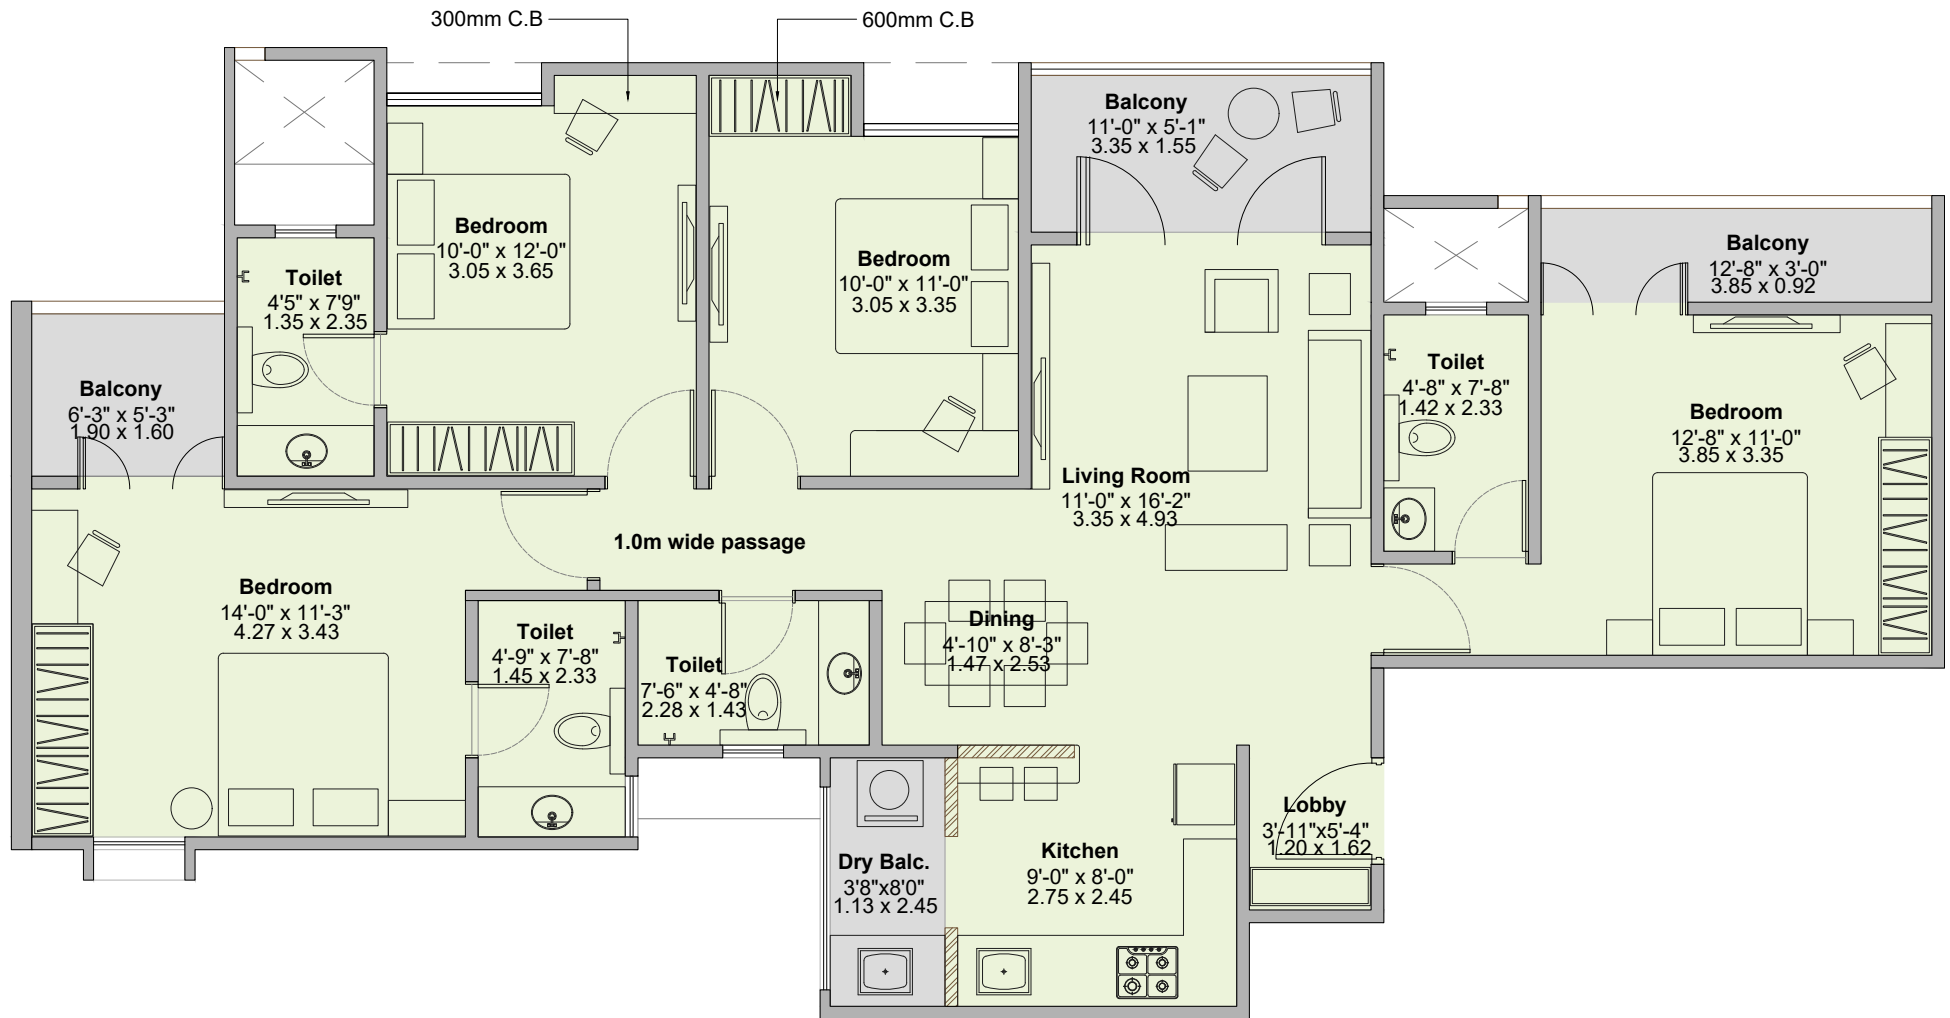 300mm C.B
600mm C.B
Balcony
11'-0" x 5'-1"
3.35 x 1.55
Bedroom
10'-0" x 12'-0"
3.05 x 3.65
Bedroom
10'-0" x 11'-0"
3.05 x 3.35
Balcony
12'-8" x 3'-0"
3.85 x 0.92
Toilet
4'5" x 7'9"
1.35 x 2.35
Balcony
6'-3" x 5'-3"
1.90 x 1.60
Toilet
4'-8" x 7'-8"
1.42 x 2.33
Bedroom
12'-8" x 11'-0"
3.85 x 3.35
Living Room
11'-0" x 16'-2"
3.35 x 4.93
1.0m wide passage
Bedroom
14'-0" x 11'-3"
4.27 x 3.43
Toilet
4'-9" x 7'-8"
1.45 x 2.33
Toilet
7'-6" x 4'-8"
2.28 x 1.43
Dining
4'-10" x 8'-3"
1.47 x 2.53
Lobby
3'-11"x5'-4"
1.20 x 1.62
Dry Balc.
3'8"x8'0"
1.13 x 2.45
Kitchen
9'-0" x 8'-0"
2.75 x 2.45